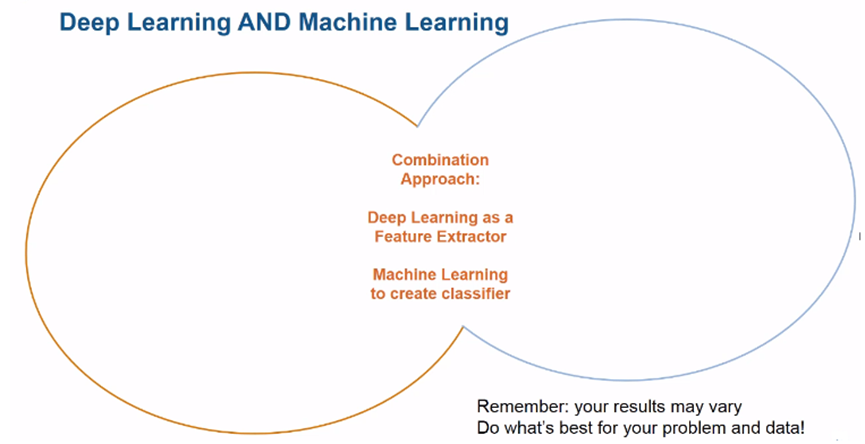 Deep Learning AND Machine Learning
Combination
Approach:
Deep Learning as a
Feature Extractor
Machine Learning
to create classifier
Remember: your results may vary
Do what's best for your problem and data!